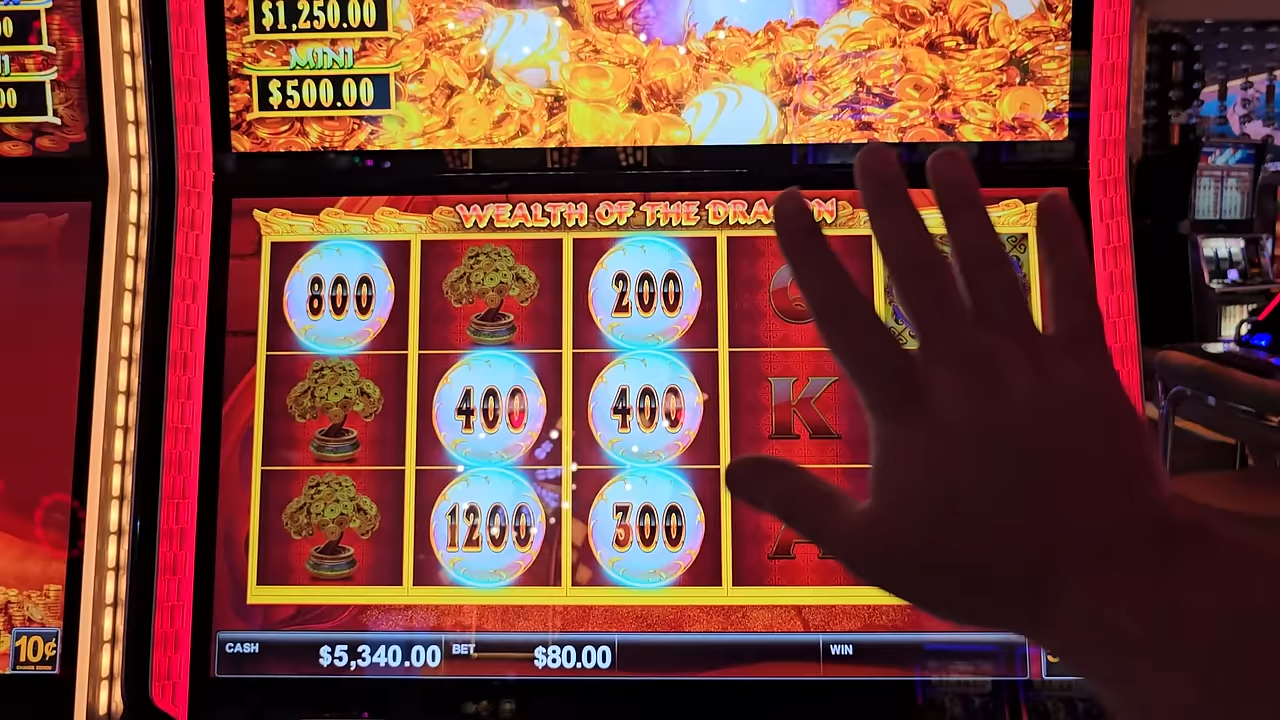 $1,250.00
MINI
$500.00
WEALTH OF THE DRAGON
800
200
400
400
K
1200
300
A
10¢
CASH
$5,340.00
BET
$80.00
WIN